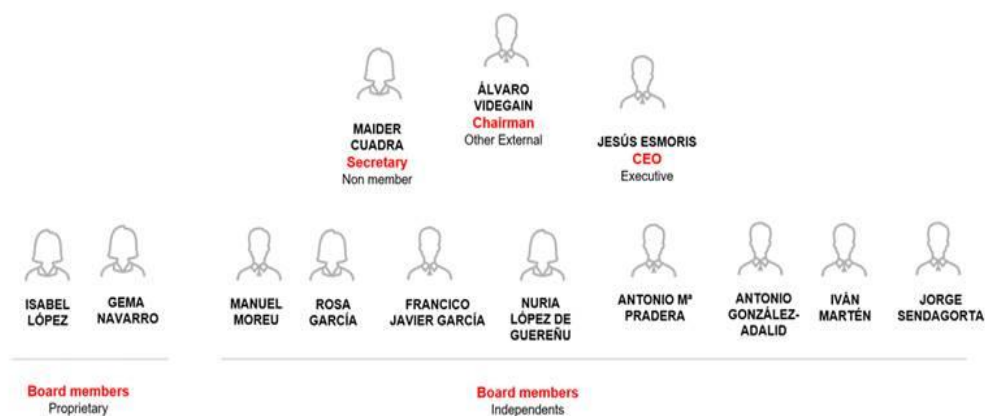 ÁLVARO
VIDEGAIN
Chairman
Other External
MAIDER
CUADRA
Secretary
Non member
JESÚS ESMORIS
CEO
Executive
ISABEL
LÓPEZ
GEMA
NAVARRO
MANUEL
MOREU
ROSA
GARCÍA
FRANCICO
JAVIER GARCÍA
NURIA
LÓPEZ DE
GUEREÑU
ANTONIO Mª
PRADERA
ANTONIO
GONZÁLEZ-
ADALID
IVÀN
MARTÉN
JORGE
SENDAGORTA
Board members
Proprietary
Board members
Independents